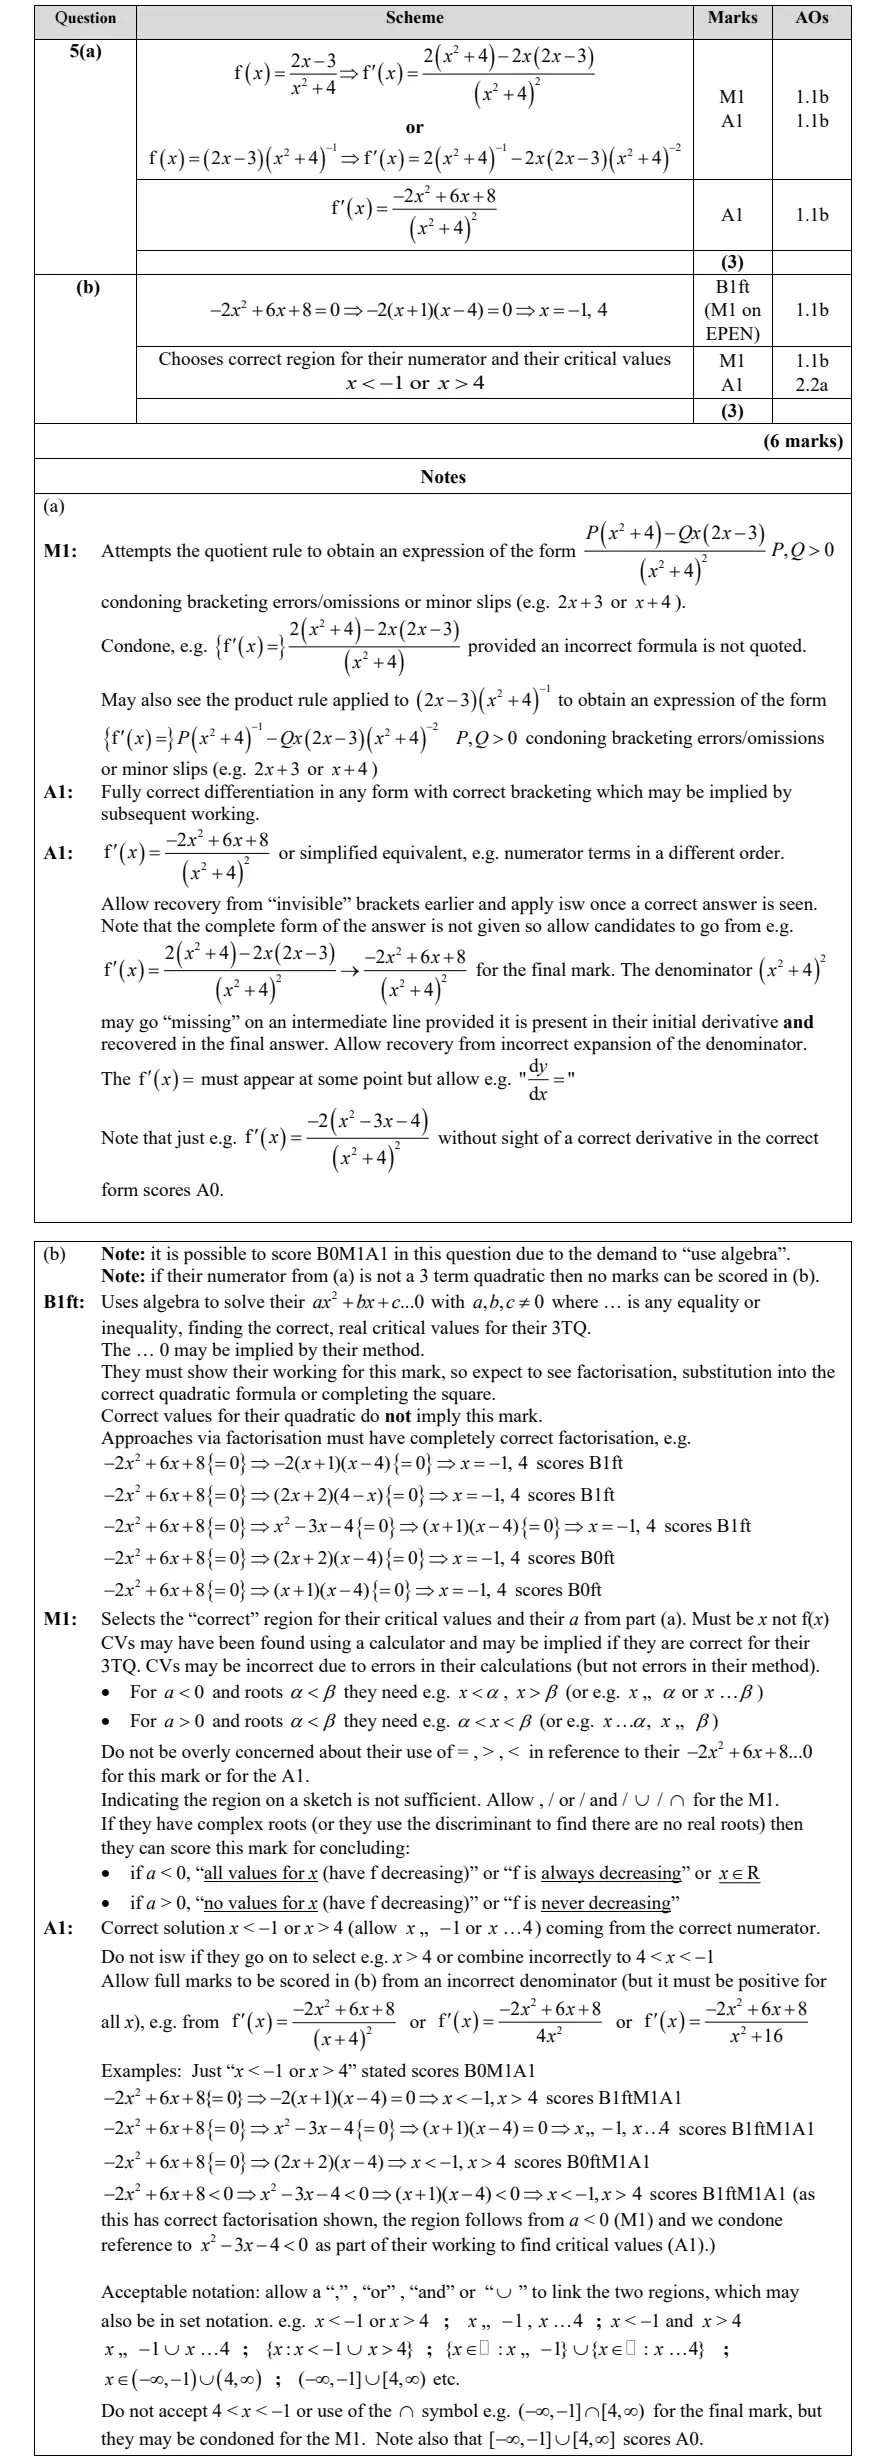 Question Scheme Marks AOs
5(a) f(x) = (2x−3)/(x²+4) ⇒ f′(x) = (2(x²+4)−2x(2x−3))/(x²+4)² M1 1.1b
or A1 1.1b
f(x) = (2x−3)(x²+4)⁻¹ ⇒ f′(x) = 2(x²+4)⁻¹ − 2x(2x−3)(x²+4)⁻²
f′(x) = (−2x²+6x+8)/(x²+4)² A1 1.1b
(3)
(b) −2x²+6x+8 = 0 ⇒ −2(x+1)(x−4) = 0 ⇒ x = −1, 4 B1ft (M1 on EPEN) 1.1b
Chooses correct region for their numerator and their critical values M1 1.1b
x < −1 or x > 4 A1 2.2a
(3)
(6 marks)
Notes
(a)
M1: Attempts the quotient rule to obtain an expression of the form (P(x²+4)−Qx(2x−3))/(x²+4)² P,Q > 0
condoning bracketing errors/omissions or minor slips (e.g. 2x+3 or x+4 ).
Condone, e.g. {f′(x)=} (2(x²+4)−2x(2x−3))/(x²+4) provided an incorrect formula is not quoted.
May also see the product rule applied to (2x−3)(x²+4)⁻¹ to obtain an expression of the form
{f′(x)=} P(x²+4)⁻¹ − Qx(2x−3)(x²+4)⁻² P,Q > 0 condoning bracketing errors/omissions
or minor slips (e.g. 2x+3 or x+4 )
A1: Fully correct differentiation in any form with correct bracketing which may be implied by
subsequent working.
A1: f′(x) = (−2x²+6x+8)/(x²+4)² or simplified equivalent, e.g. numerator terms in a different order.
Allow recovery from “invisible” brackets earlier and apply isw once a correct answer is seen.
Note that the complete form of the answer is not given so allow candidates to go from e.g.
f′(x) = (2(x²+4)−2x(2x−3))/(x²+4)² → (−2x²+6x+8)/(x²+4)² for the final mark. The denominator (x²+4)²
may go “missing” on an intermediate line provided it is present in their initial derivative and
recovered in the final answer. Allow recovery from incorrect expansion of the denominator.
The f′(x) = must appear at some point but allow e.g. "dy/dx ="
Note that just e.g. f′(x) = −2(x²−3x−4)/(x²+4)² without sight of a correct derivative in the correct
form scores A0.
(b) Note: it is possible to score B0M1A1 in this question due to the demand to “use algebra”.
Note: if their numerator from (a) is not a 3 term quadratic then no marks can be scored in (b).
B1ft: Uses algebra to solve their ax²+bx+c...0 with a,b,c ≠ 0 where … is any equality or
inequality, finding the correct, real critical values for their 3TQ.
The … 0 may be implied by their method.
They must show their working for this mark, so expect to see factorisation, substitution into the
correct quadratic formula or completing the square.
Correct values for their quadratic do not imply this mark.
Approaches via factorisation must have completely correct factorisation, e.g.
−2x²+6x+8{=0} ⇒ −2(x+1)(x−4){=0} ⇒ x = −1, 4 scores B1ft
−2x²+6x+8{=0} ⇒ (2x+2)(4−x){=0} ⇒ x = −1, 4 scores B1ft
−2x²+6x+8{=0} ⇒ x²−3x−4{=0} ⇒ (x+1)(x−4){=0} ⇒ x = −1, 4 scores B1ft
−2x²+6x+8{=0} ⇒ (2x+2)(x−4){=0} ⇒ x = −1, 4 scores B0ft
−2x²+6x+8{=0} ⇒ (x+1)(x−4){=0} ⇒ x = −1, 4 scores B0ft
M1: Selects the “correct” region for their critical values and their a from part (a). Must be x not f(x)
CVs may have been found using a calculator and may be implied if they are correct for their
3TQ. CVs may be incorrect due to errors in their calculations (but not errors in their method).
• For a < 0 and roots α < β they need e.g. x < α , x > β (or e.g. x ,, α or x …β )
• For a > 0 and roots α < β they need e.g. α < x < β (or e.g. x…α, x ,, β )
Do not be overly concerned about their use of = , > , < in reference to their −2x²+6x+8...0
for this mark or for the A1.
Indicating the region on a sketch is not sufficient. Allow , / or / and / ∪ / ∩ for the M1.
If they have complex roots (or they use the discriminant to find there are no real roots) then
they can score this mark for concluding:
• if a < 0, “all values for x (have f decreasing)” or “f is always decreasing” or x ∈ R
• if a > 0, “no values for x (have f decreasing)” or “f is never decreasing”
A1: Correct solution x < −1 or x > 4 (allow x ,, −1 or x …4) coming from the correct numerator.
Do not isw if they go on to select e.g. x > 4 or combine incorrectly to 4 < x < −1
Allow full marks to be scored in (b) from an incorrect denominator (but it must be positive for
all x), e.g. from f′(x) = (−2x²+6x+8)/(x+4)² or f′(x) = (−2x²+6x+8)/4x² or f′(x) = (−2x²+6x+8)/(x²+16)
Examples: Just “x < −1 or x > 4” stated scores B0M1A1
−2x²+6x+8{=0} ⇒ −2(x+1)(x−4) = 0 ⇒ x < −1, x > 4 scores B1ftM1A1
−2x²+6x+8{=0} ⇒ x²−3x−4{=0} ⇒ (x+1)(x−4) = 0 ⇒ x,, −1, x…4 scores B1ftM1A1
−2x²+6x+8{=0} ⇒ (2x+2)(x−4) ⇒ x < −1, x > 4 scores B0ftM1A1
−2x²+6x+8 < 0 ⇒ x²−3x−4 < 0 ⇒ (x+1)(x−4) < 0 ⇒ x < −1, x > 4 scores B1ftM1A1 (as
this has correct factorisation shown, the region follows from a < 0 (M1) and we condone
reference to x²−3x−4 < 0 as part of their working to find critical values (A1).)
Acceptable notation: allow a “,” , “or” , “and” or “∪ ” to link the two regions, which may
also be in set notation. e.g. x < −1 or x > 4 ; x ,, −1 , x …4 ; x < −1 and x > 4
x ,, −1 ∪ x …4 ; {x : x < −1 ∪ x > 4} ; {x ∈ □ : x ,, −1} ∪ {x ∈ □ : x …4} ;
x ∈ (−∞, −1) ∪ (4, ∞) ; (−∞, −1] ∪ [4, ∞) etc.
Do not accept 4 < x < −1 or use of the ∩ symbol e.g. (−∞, −1] ∩ [4, ∞) for the final mark, but
they may be condoned for the M1. Note also that [−∞, −1] ∪ [4, ∞] scores A0.